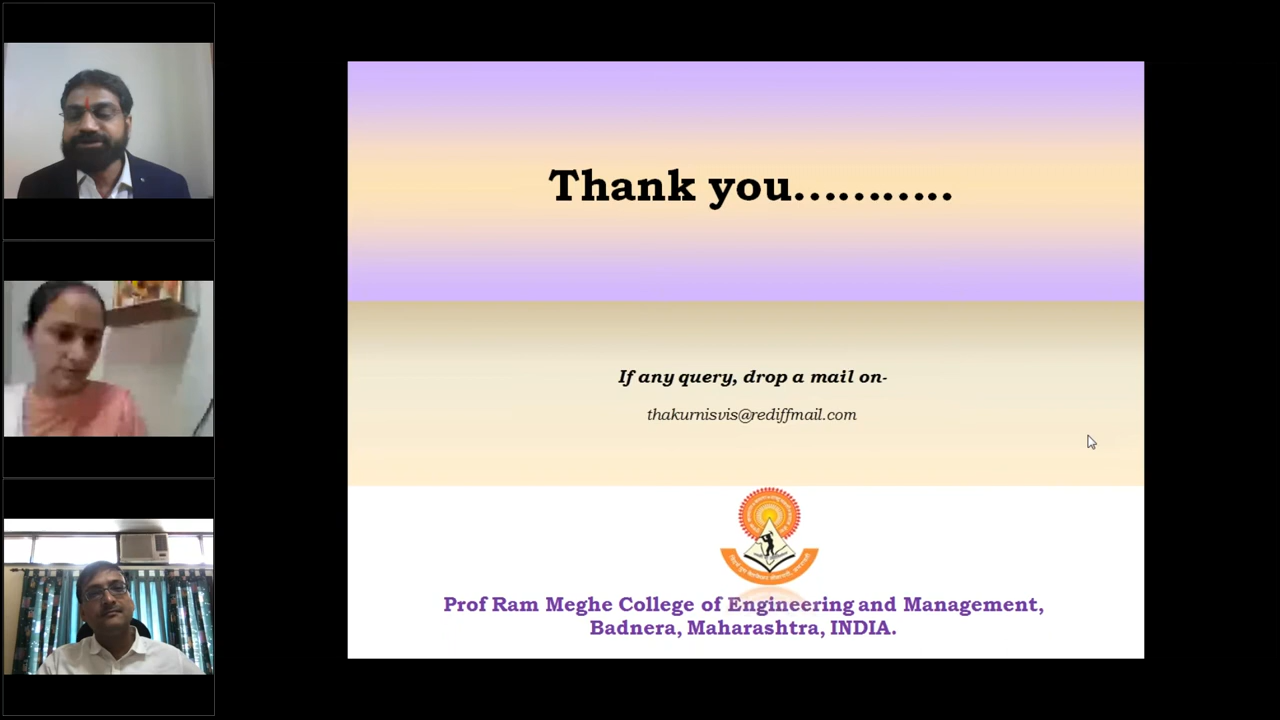 Thank you...........
If any query, drop a mail on-
thakurnisvis@rediffmail.com
Prof Ram Meghe College of Engineering and Management,
Badnera, Maharashtra, INDIA.